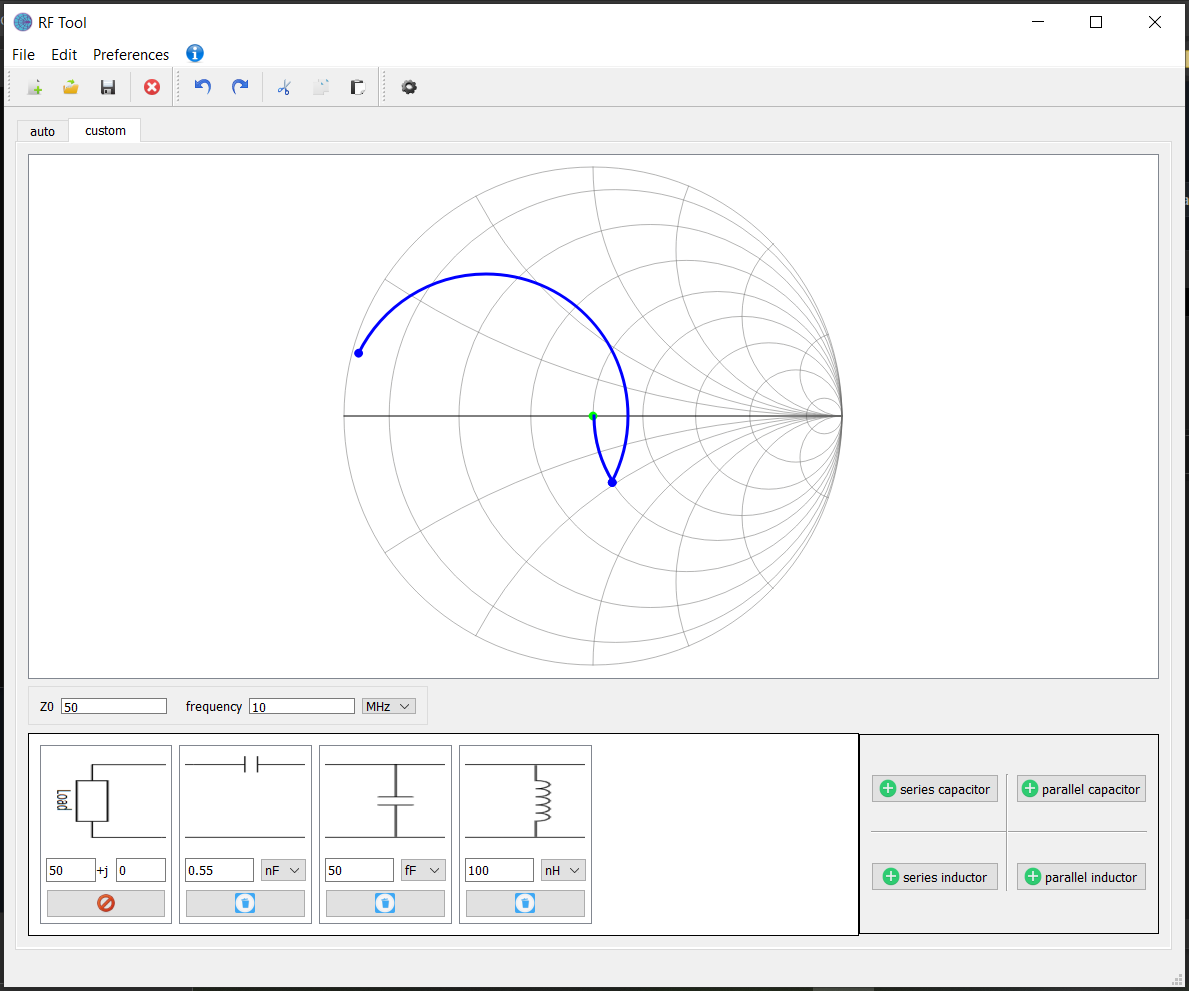 RF Tool
File Edit Preferences
auto custom
Z0 50 frequency 10 MHz
Load
50 +j 0 0.55 nF 50 fF 100 nH
series capacitor parallel capacitor
series inductor parallel inductor